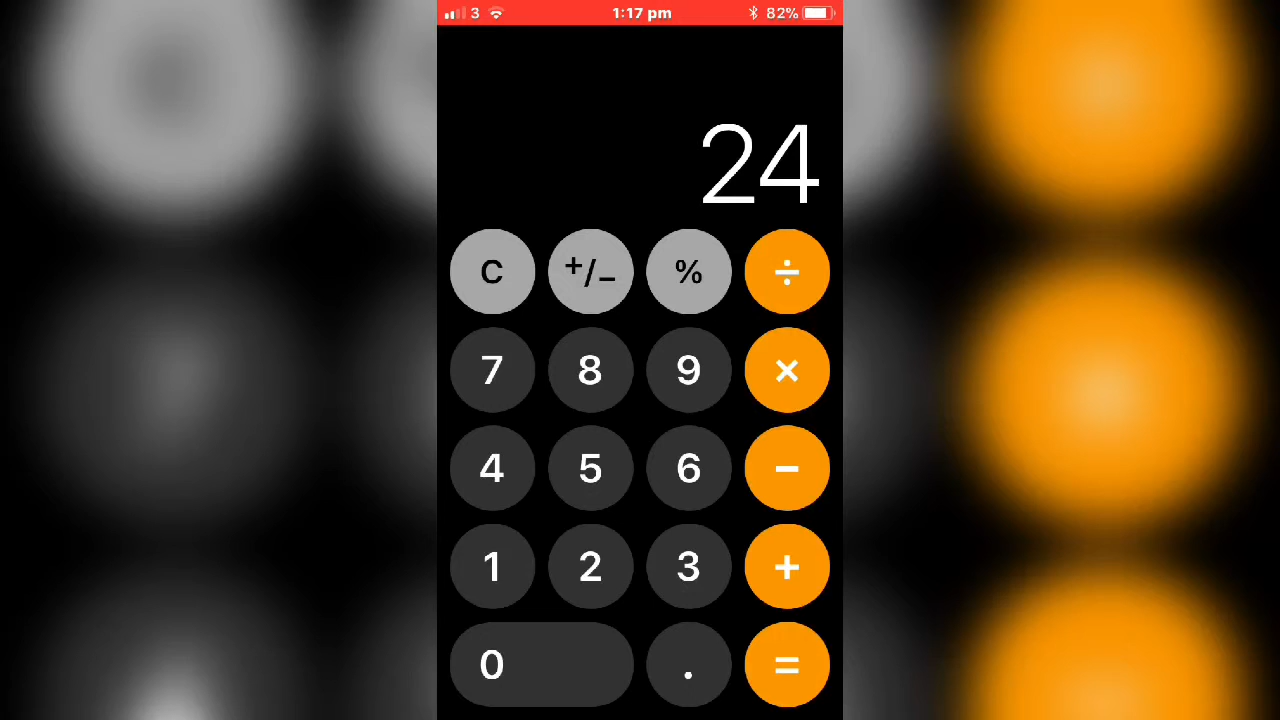 3 1:17 pm 82%
24
C +/− % ÷
7 8 9 ×
4 5 6 −
1 2 3 +
0 . =